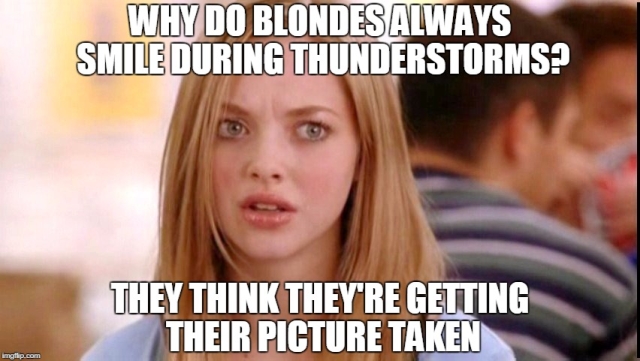 WHY DO BLONDES ALWAYS
SMILE DURING THUNDERSTORMS?
THEY THINK THEY'RE GETTING
THEIR PICTURE TAKEN
imgflip.com